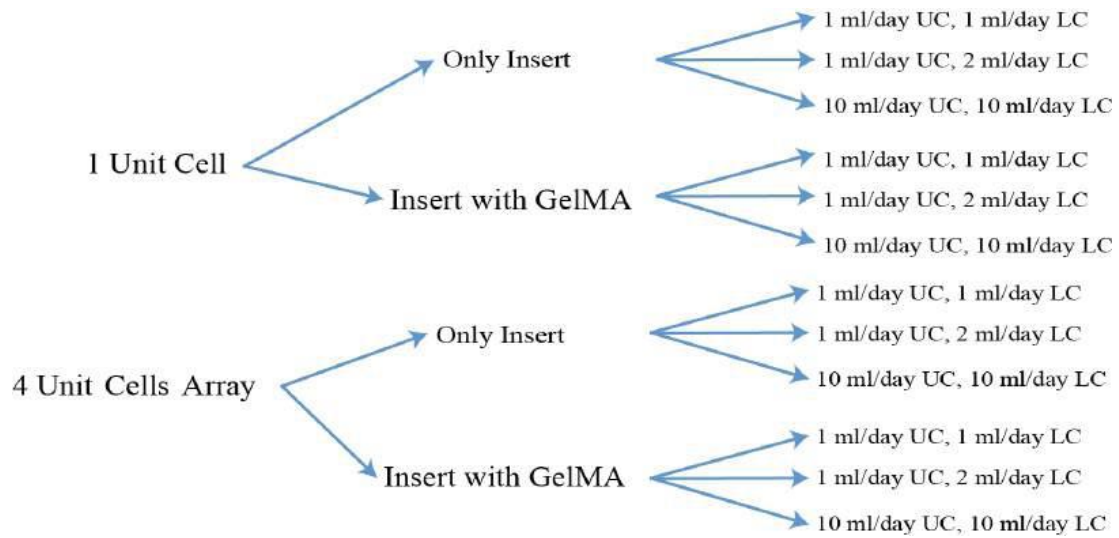 1 Unit Cell
Only Insert
1 ml/day UC, 1 ml/day LC
1 ml/day UC, 2 ml/day LC
10 ml/day UC, 10 ml/day LC
Insert with GelMA
1 ml/day UC, 1 ml/day LC
1 ml/day UC, 2 ml/day LC
10 ml/day UC, 10 ml/day LC
4 Unit Cells Array
Only Insert
1 ml/day UC, 1 ml/day LC
1 ml/day UC, 2 ml/day LC
10 ml/day UC, 10 ml/day LC
Insert with GelMA
1 ml/day UC, 1 ml/day LC
1 ml/day UC, 2 ml/day LC
10 ml/day UC, 10 ml/day LC